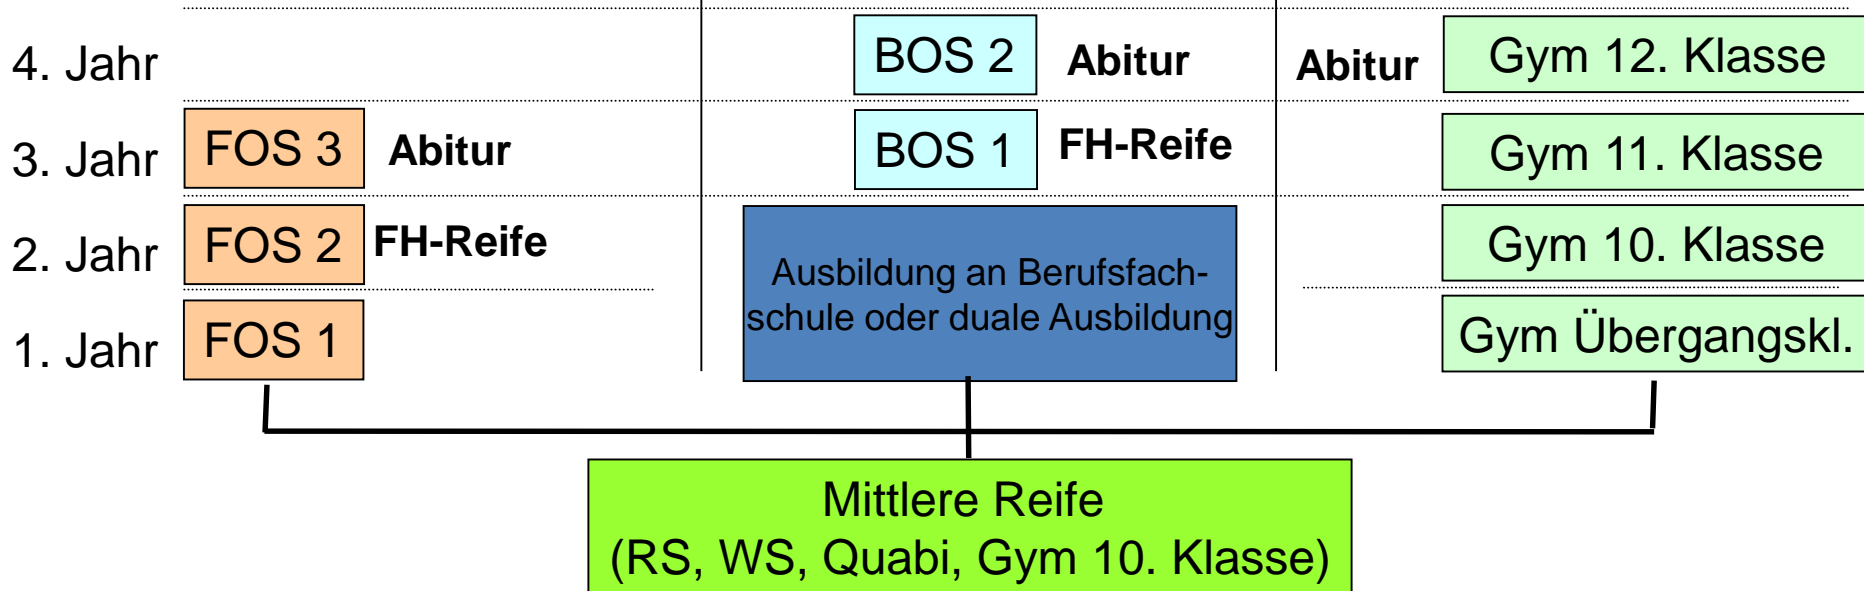 4. Jahr
BOS 2
Abitur
Abitur
Gym 12. Klasse
3. Jahr
FOS 3
Abitur
BOS 1
FH-Reife
Gym 11. Klasse
2. Jahr
FOS 2
FH-Reife
Ausbildung an Berufsfach-
schule oder duale Ausbildung
Gym 10. Klasse
1. Jahr
FOS 1
Gym Übergangskl.
Mittlere Reife
(RS, WS, Quabi, Gym 10. Klasse)